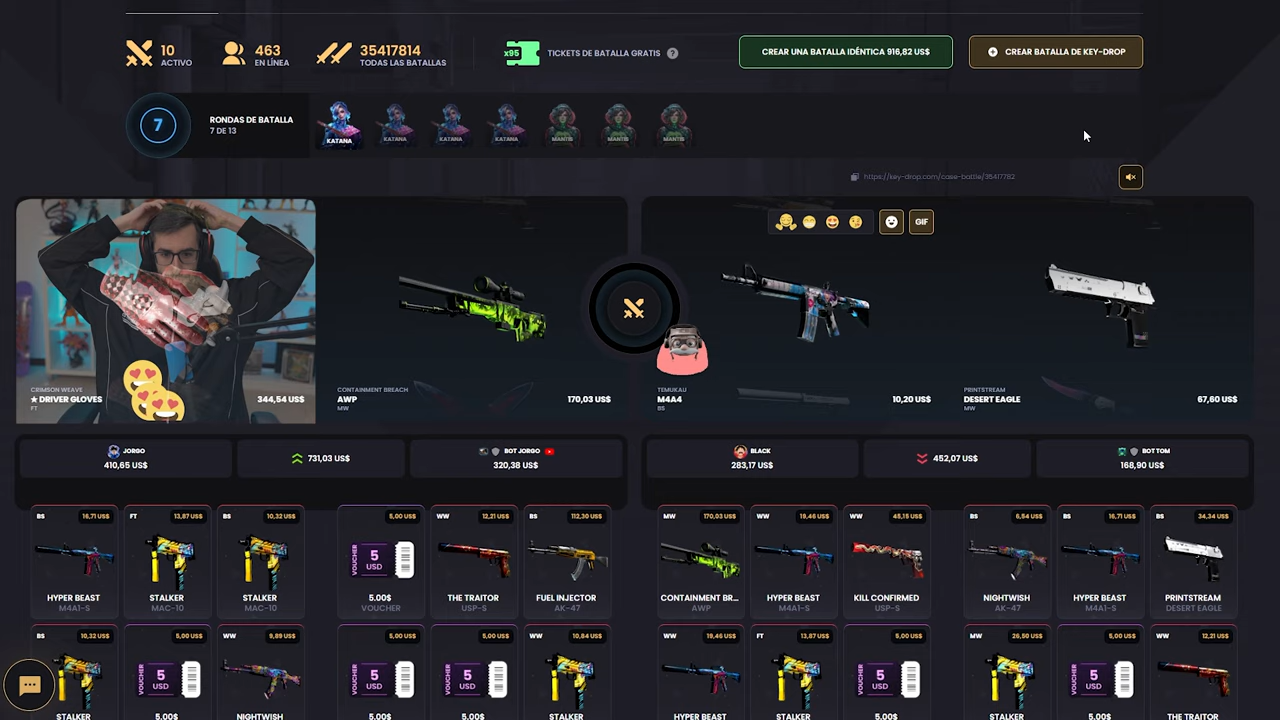 10
ACTIVO
463
EN LÍNEA
35417814
TODAS LAS BATALLAS
x95
TICKETS DE BATALLA GRATIS
?
CREAR UNA BATALLA IDÉNTICA 916,82 US$
CREAR BATALLA DE KEY-DROP
7
RONDAS DE BATALLA
7 DE 13
KATANA
KATANA
KATANA
KATANA
MANTIS
MANTIS
MANTIS
https://key-drop.com/case-battle/35417782
GIF
CRIMSON WEAVE
★ DRIVER GLOVES
FT
344,54 US$
CONTAINMENT BREACH
AWP
MW
170,03 US$
TEMUKAU
M4A4
BS
10,20 US$
PRINTSTREAM
DESERT EAGLE
MW
67,60 US$
JORGO
410,65 US$
731,03 US$
BOT JORGO
320,38 US$
BLACK
283,17 US$
452,07 US$
BOT TOM
168,90 US$
BS 16,71 US$
HYPER BEAST
M4A1-S
FT 13,87 US$
STALKER
MAC-10
BS 10,32 US$
STALKER
MAC-10
5,00 US$
VOUCHER
5
USD
5.00$
VOUCHER
WW 12,21 US$
THE TRAITOR
USP-S
BS 112,30 US$
FUEL INJECTOR
AK-47
MW 170,03 US$
CONTAINMENT BR...
AWP
WW 19,46 US$
HYPER BEAST
M4A1-S
WW 45,15 US$
KILL CONFIRMED
USP-S
BS 6,54 US$
NIGHTWISH
AK-47
BS 16,71 US$
HYPER BEAST
M4A1-S
BS 34,34 US$
PRINTSTREAM
DESERT EAGLE
BS 10,32 US$
STALKER
5,00 US$
VOUCHER
5
USD
5.00$
WW 9,89 US$
NIGHTWISH
5,00 US$
VOUCHER
5
USD
5.00$
5,00 US$
VOUCHER
5
USD
5.00$
WW 10,84 US$
STALKER
WW 19,46 US$
HYPER BEAST
FT 13,87 US$
STALKER
5,00 US$
VOUCHER
5
USD
5.00$
MW 26,50 US$
STALKER
5,00 US$
VOUCHER
5
USD
5.00$
WW 12,21 US$
THE TRAITOR